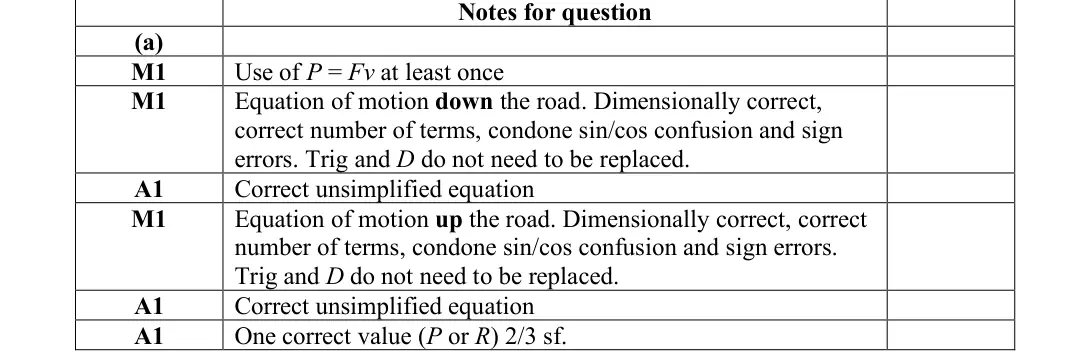 Notes for question
(a)
M1 Use of P = Fv at least once
M1 Equation of motion down the road. Dimensionally correct,
correct number of terms, condone sin/cos confusion and sign
errors. Trig and D do not need to be replaced.
A1 Correct unsimplified equation
M1 Equation of motion up the road. Dimensionally correct, correct
number of terms, condone sin/cos confusion and sign errors.
Trig and D do not need to be replaced.
A1 Correct unsimplified equation
A1 One correct value (P or R) 2/3 sf.